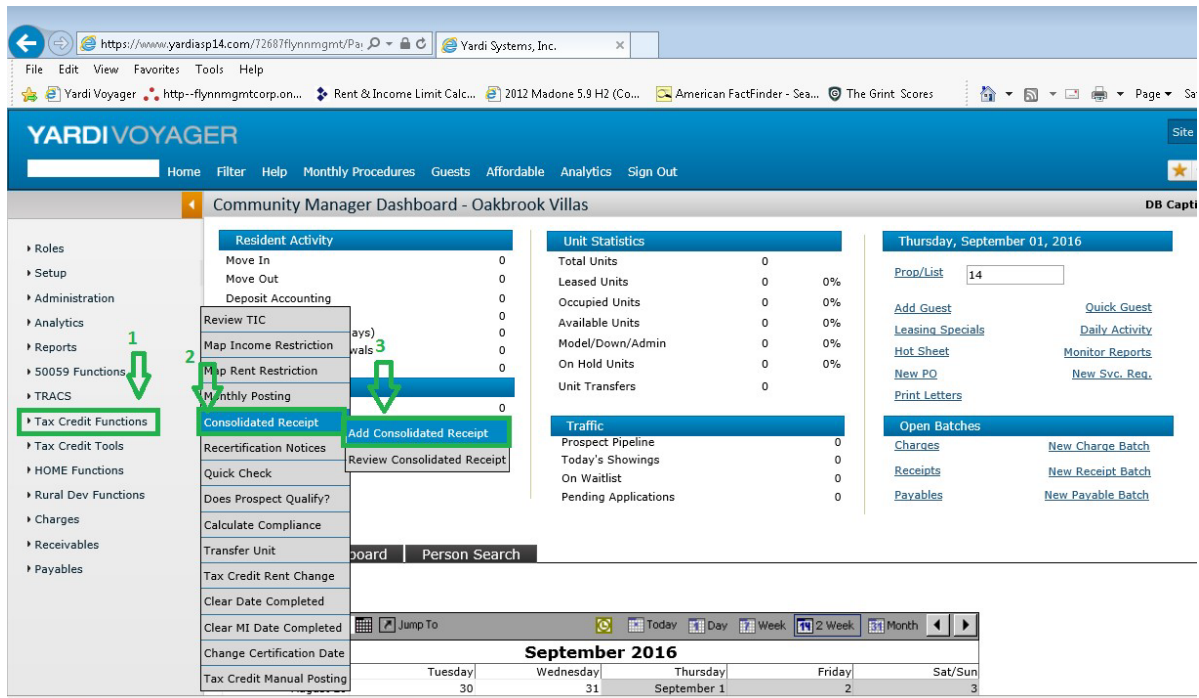 https://www.yardiasp14.com/72687flynnmgmt/Pa
Yardi Systems, Inc.
File Edit View Favorites Tools Help
Yardi Voyager http--flynnmgmtcorp.on... Rent & Income Limit Calc... 2012 Madone 5.9 H2 (Co... American FactFinder - Sea... The Grint Scores Page
YARDI VOYAGER
Site
Home Filter Help Monthly Procedures Guests Affordable Analytics Sign Out
Community Manager Dashboard - Oakbrook Villas
DB Capti
Roles
Setup
Administration
Analytics
Reports
50059 Functions
TRACS
Tax Credit Functions
Tax Credit Tools
HOME Functions
Rural Dev Functions
Charges
Receivables
Payables
1
2
3
Resident Activity
Move In 0
Move Out 0
Deposit Accounting 0
0
ays) 0
wals 0
0
0
Review TIC
Map Income Restriction
Map Rent Restriction
Monthly Posting
Consolidated Receipt
Recertification Notices
Quick Check
Does Prospect Qualify?
Calculate Compliance
Transfer Unit
Tax Credit Rent Change
Clear Date Completed
Clear MI Date Completed
Change Certification Date
Tax Credit Manual Posting
Add Consolidated Receipt
Review Consolidated Receipt
Unit Statistics
Total Units 0
Leased Units 0 0%
Occupied Units 0 0%
Available Units 0 0%
Model/Down/Admin 0 0%
On Hold Units 0 0%
Unit Transfers 0
Traffic
Prospect Pipeline 0
Today's Showings 0
On Waitlist 0
Pending Applications 0
Thursday, September 01, 2016
Prop/List 14
Add Guest Quick Guest
Leasing Specials Daily Activity
Hot Sheet Monitor Reports
New PO New Svc. Req.
Print Letters
Open Batches
Charges New Charge Batch
Receipts New Receipt Batch
Payables New Payable Batch
board Person Search
Jump To Today Day 7 Week 14 2 Week 31 Month
September 2016
Tuesday Wednesday Thursday Friday Sat/Sun
30 31 September 1 2 3